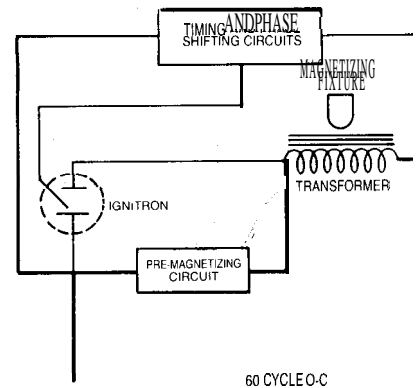 TIMING AND PHASE
SHIFTING CIRCUITS
MAGNETIZING
FIXTURE
TRANSFORMER
IGNITRON
PRE-MAGNETIZING
CIRCUIT
60 CYCLE O-C